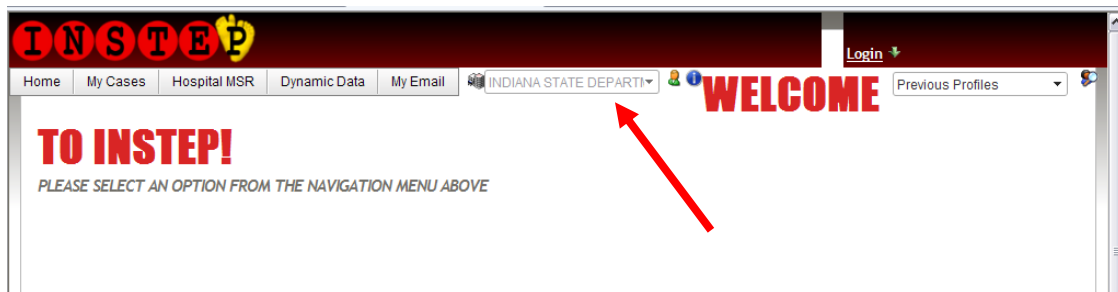 INSTEP
Login
Home My Cases Hospital MSR Dynamic Data My Email INDIANA STATE DEPARTM WELCOME Previous Profiles
TO INSTEP!
PLEASE SELECT AN OPTION FROM THE NAVIGATION MENU ABOVE